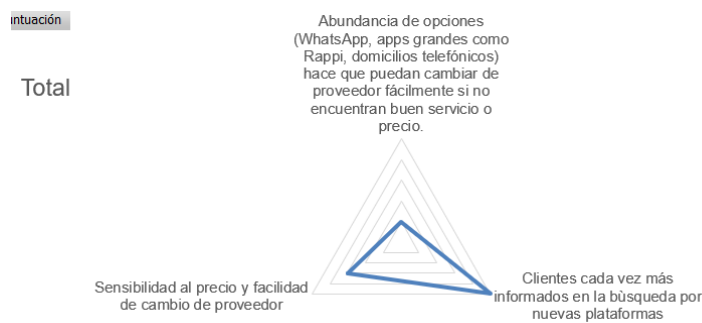 ntuación
Total
Abundancia de opciones
(WhatsApp, apps grandes como
Rappi, domicilios telefónicos)
hace que puedan cambiar de
proveedor fácilmente si no
encuentran buen servicio o
precio.
Sensibilidad al precio y facilidad
de cambio de proveedor
Clientes cada vez más
informados en la bùsqueda por
nuevas plataformas